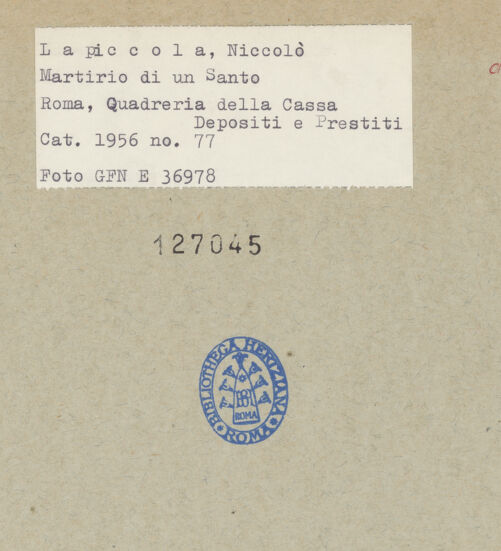 L a p i c c o l a, Niccolò
Martirio di un Santo
Roma, Quadreria della Cassa
Depositi e Prestiti
Cat. 1956 no. 77
Foto GFN E 36978
127045
BIBLIOTHECA HERTZIANA
ROMA
BH
ROMA